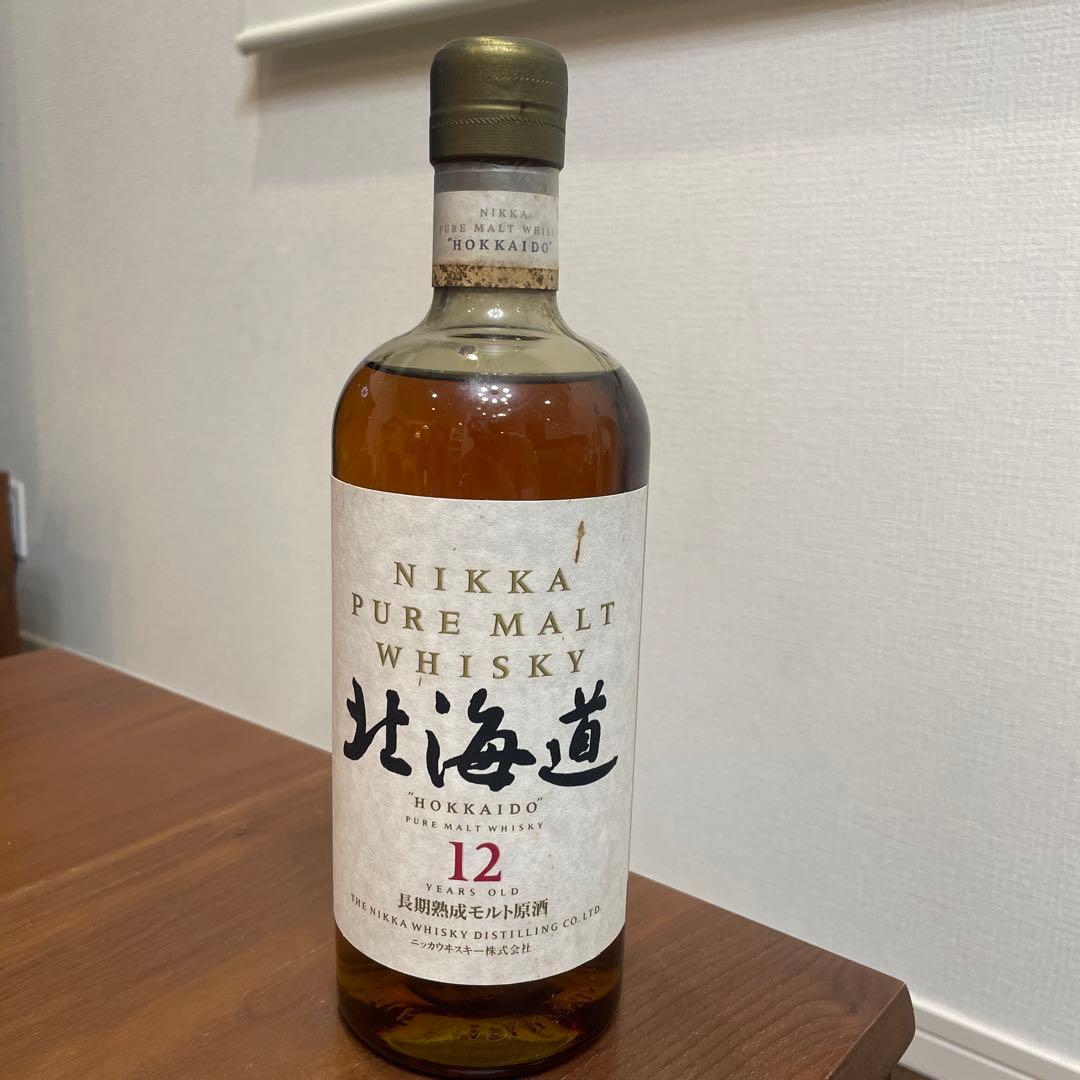 NIKKA
PURE MALT WHISK
"HOKKAIDO"
NIKKA
PURE MALT
WHISKY
北海道
"HOKKAIDO"
PURE MALT WHISKY
12
YEARS OLD
長期熟成モルト原酒
THE NIKKA WHISKY DISTILLING CO., LTD.
ニッカウヰスキー株式会社